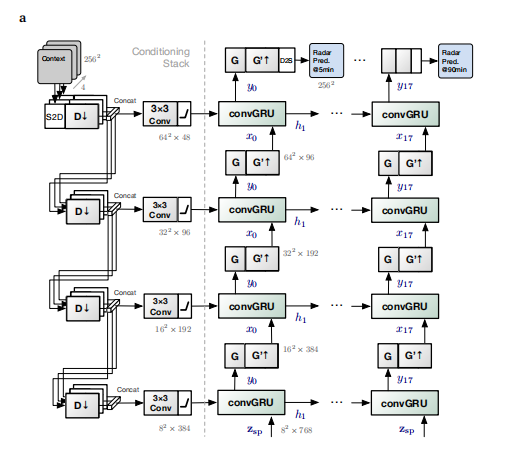 a
Context
256²
4
Conditioning
Stack
G G'↑ D2S
Radar
Pred.
@5min
256²
...
Radar
Pred.
@90min
y₀
y₁₇
S2D D↓
Concat
3×3
Conv
64² × 48
convGRU
h₁
...
convGRU
x₀
x₁₇
G G'↑
64² × 96
G G'↑
y₀
y₁₇
D↓
Concat
3×3
Conv
32² × 96
convGRU
h₁
...
convGRU
x₀
x₁₇
G G'↑
32² × 192
G G'↑
y₀
y₁₇
D↓
Concat
3×3
Conv
16² × 192
convGRU
h₁
...
convGRU
x₀
x₁₇
G G'↑
16² × 384
G G'↑
y₀
y₁₇
D↓
Concat
3×3
Conv
8² × 384
convGRU
h₁
...
convGRU
z_sp
8² × 768
z_sp